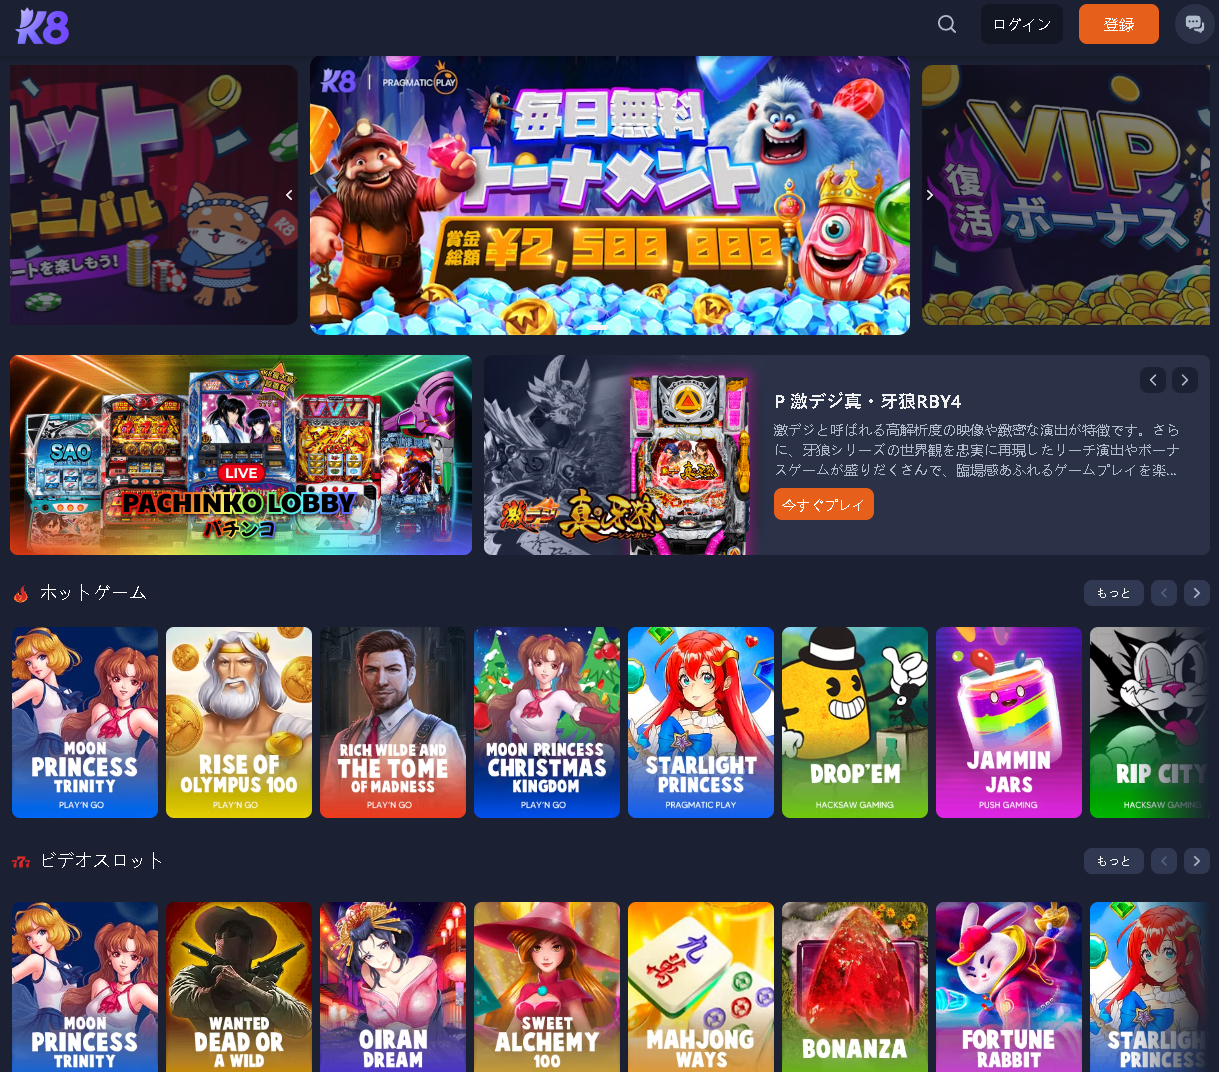 K8
ログイン
登録
ット
ーニバル
ートを楽しもう!
K8
K8 | PRAGMATIC PLAY
毎日無料
トーナメント
賞金総額 ¥2,500,000
VIP
復活
ボーナス
SAO
LIVE
PACHINKO LOBBY
パチンコ
激デジ
真・牙狼
P 激デジ真・牙狼RBY4
激デジと呼ばれる高解析度の映像や緻密な演出が特徴です。さら
に、牙狼シリーズの世界観を忠実に再現したリーチ演出やボーナ
スゲームが盛りだくさんで、臨場感あふれるゲームプレイを楽...
今すぐプレイ
ホットゲーム
もっと
MOON
PRINCESS
TRINITY
PLAY'N GO
RISE OF
OLYMPUS 100
PLAY'N GO
RICH WILDE AND
THE TOME
OF MADNESS
PLAY'N GO
MOON PRINCESS
CHRISTMAS
KINGDOM
PLAY'N GO
STARLIGHT
PRINCESS
PRAGMATIC PLAY
DROP'EM
HACKSAW GAMING
JAMMIN
JARS
PUSH GAMING
RIP CITY
HACKSAW GAMING
777
ビデオスロット
もっと
MOON
PRINCESS
TRINITY
WANTED
DEAD OR
A WILD
OIRAN
DREAM
SWEET
ALCHEMY
100
九萬
MAHJONG
WAYS
BONANZA
FORTUNE
RABBIT
STARLIGH
PRINCESS